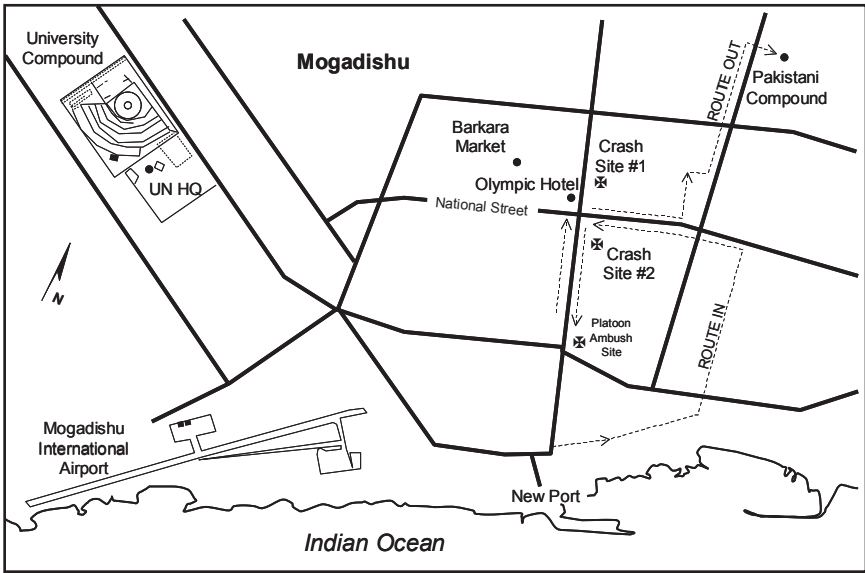 University
Compound
Mogadishu
ROUTE OUT
Pakistani
Compound
Barkara
Market
Crash
Site #1
UN HQ
Olympic Hotel
National Street
Crash
Site #2
N
Platoon
Ambush
Site
ROUTE IN
Mogadishu
International
Airport
New Port
Indian Ocean